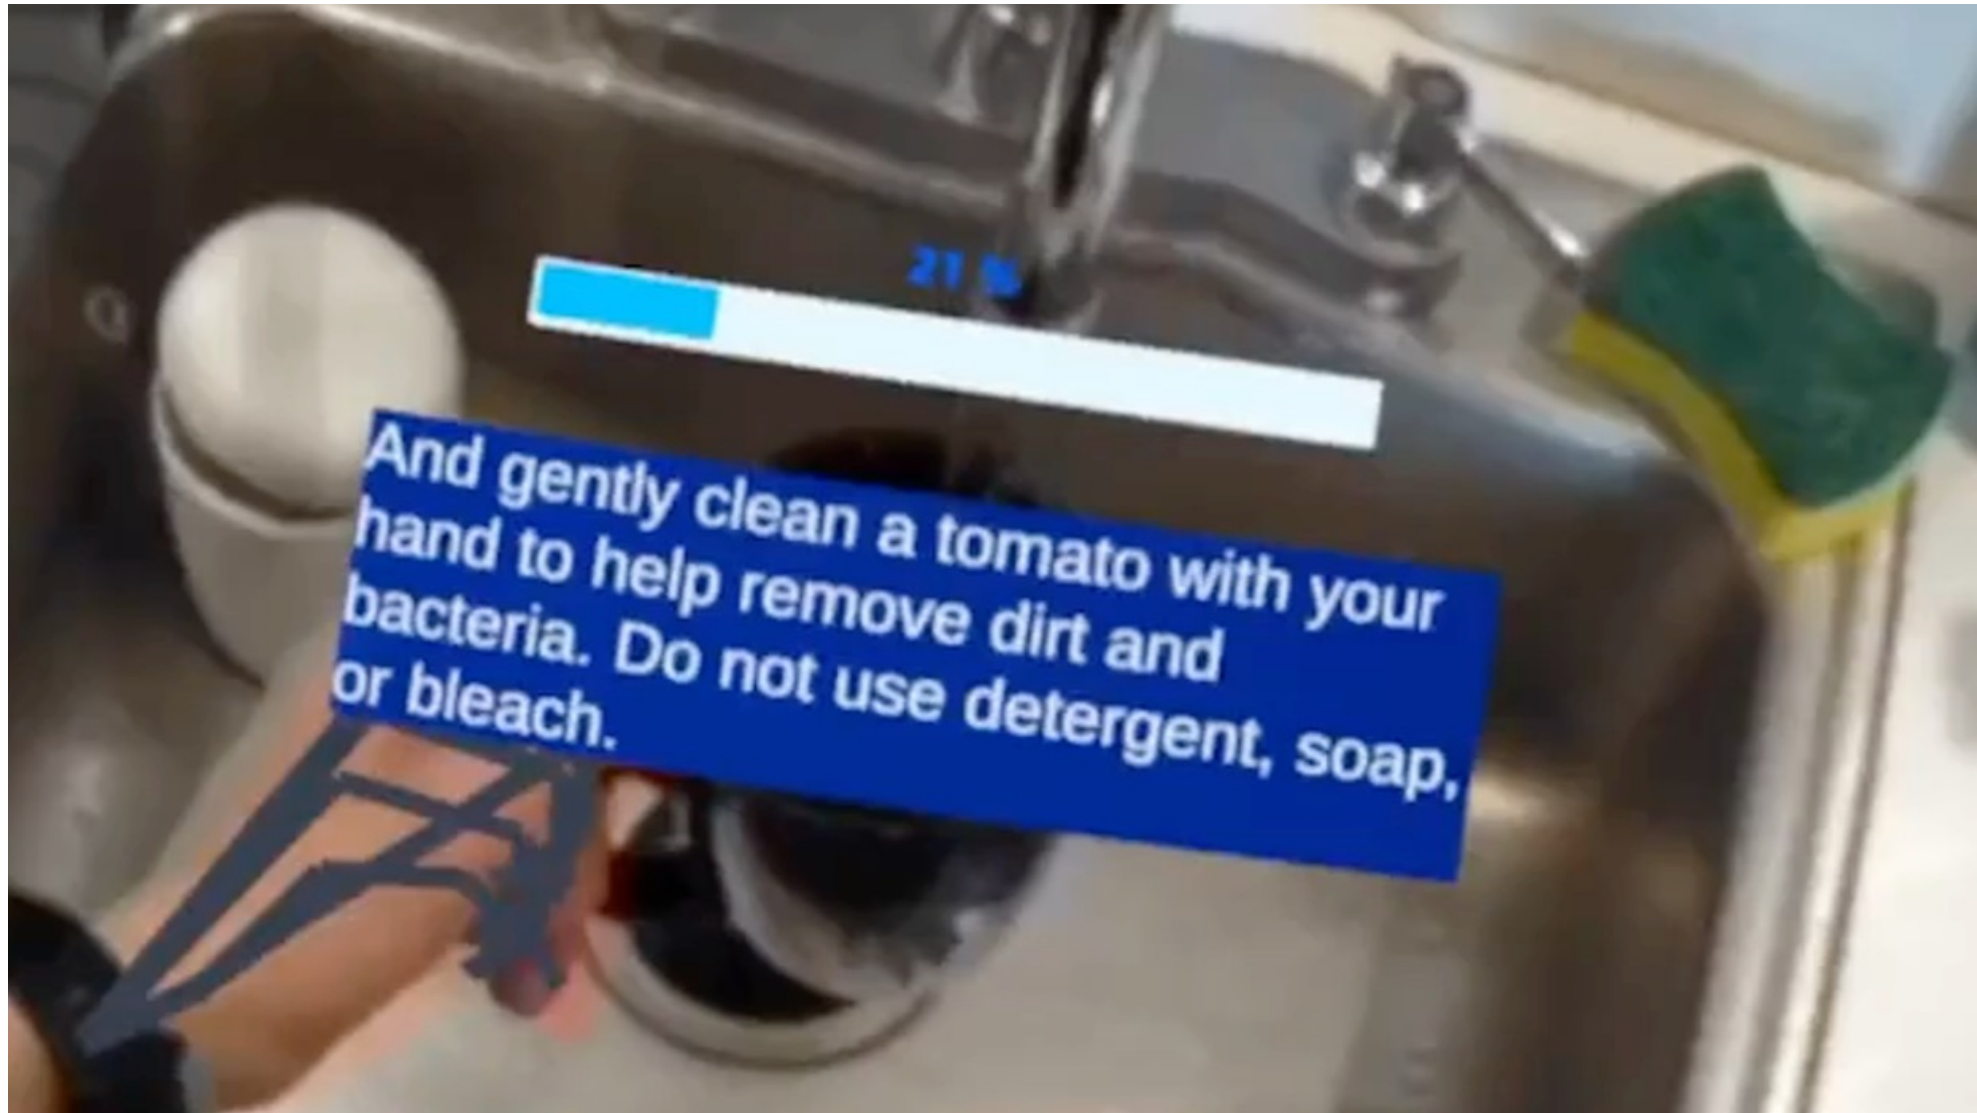 21 %
And gently clean a tomato with your
hand to help remove dirt and
bacteria. Do not use detergent, soap,
or bleach.